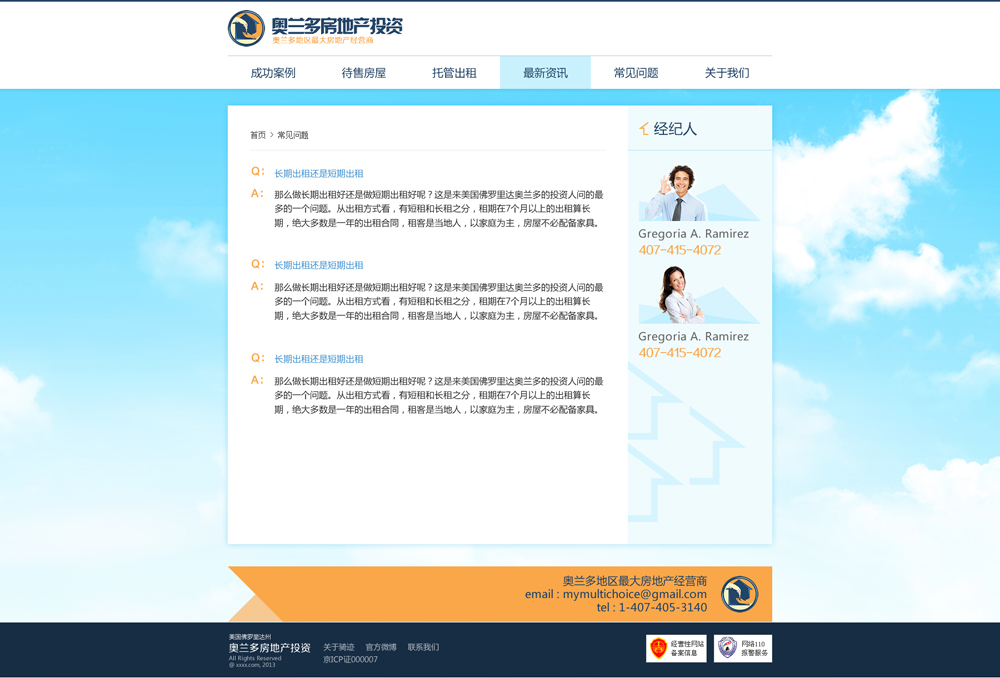 奥兰多房地产投资
奥兰多地区最大房地产经营商
成功案例 待售房屋 托管出租 最新资讯 常见问题 关于我们
首页 > 常见问题
Q: 长期出租还是短期出租
A: 那么做长期出租好还是做短期出租好呢？这是来美国佛罗里达奥兰多的投资人问的最
多的一个问题。从出租方式看，有短租和长租之分，租期在7个月以上的出租算长
期，绝大多数是一年的出租合同，租客是当地人，以家庭为主，房屋不必配备家具。
Q: 长期出租还是短期出租
A: 那么做长期出租好还是做短期出租好呢？这是来美国佛罗里达奥兰多的投资人问的最
多的一个问题。从出租方式看，有短租和长租之分，租期在7个月以上的出租算长
期，绝大多数是一年的出租合同，租客是当地人，以家庭为主，房屋不必配备家具。
Q: 长期出租还是短期出租
A: 那么做长期出租好还是做短期出租好呢？这是来美国佛罗里达奥兰多的投资人问的最
多的一个问题。从出租方式看，有短租和长租之分，租期在7个月以上的出租算长
期，绝大多数是一年的出租合同，租客是当地人，以家庭为主，房屋不必配备家具。
经纪人
Gregoria A. Ramirez
407-415-4072
Gregoria A. Ramirez
407-415-4072
奥兰多地区最大房地产经营商
email : mymultichoice@gmail.com
tel : 1-407-405-3140
美国佛罗里达州
奥兰多房地产投资
All Rights Reserved
@ xxxx.com, 2013
关于骑迹 官方微博 联系我们
京ICP证000007
经营性网站
备案信息
网络110
报警服务